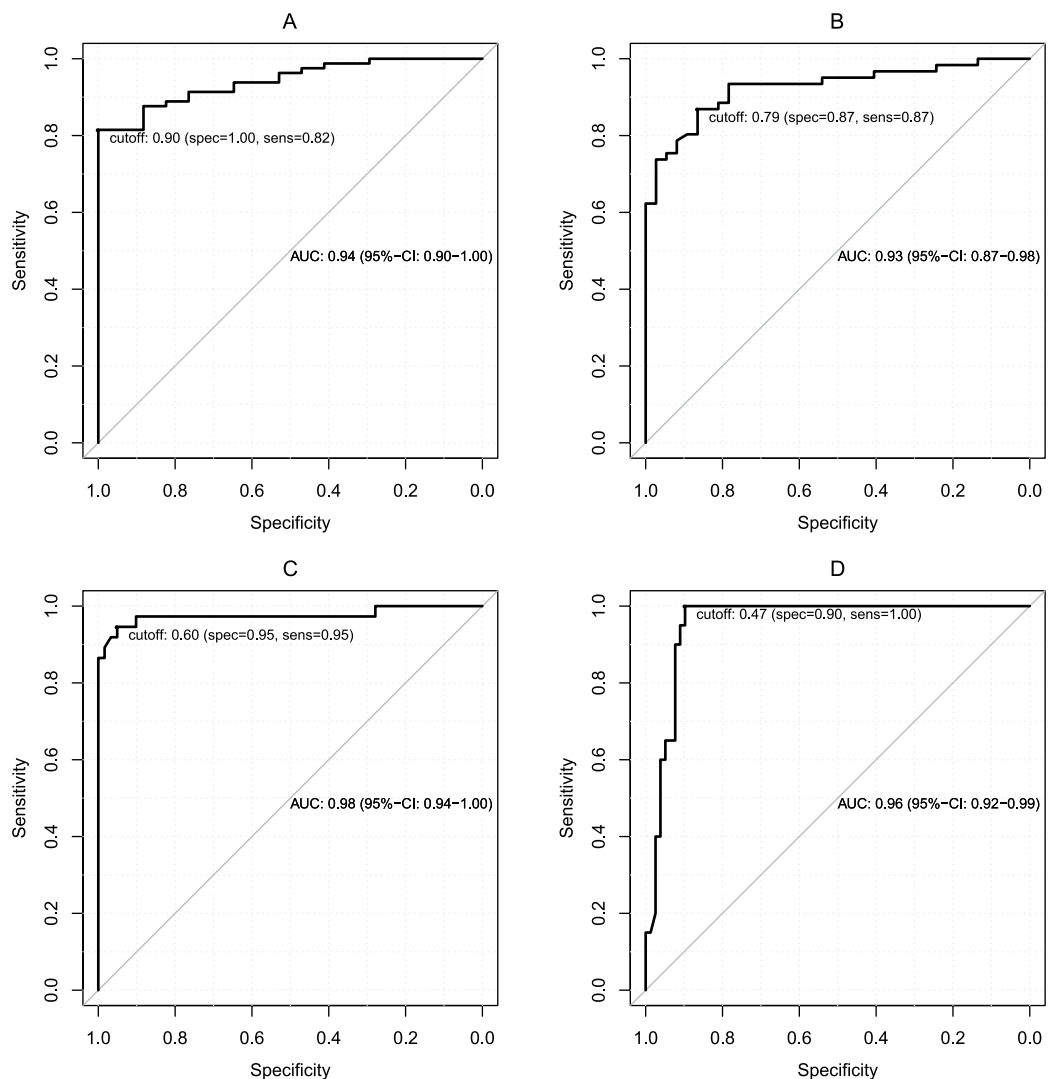 A
1.0
0.8
0.6
0.4
0.2
0.0
Sensitivity
cutoff: 0.90 (spec=1.00, sens=0.82)
AUC: 0.94 (95%−CI: 0.90−1.00)
1.0 0.8 0.6 0.4 0.2 0.0
Specificity
B
1.0
0.8
0.6
0.4
0.2
0.0
Sensitivity
cutoff: 0.79 (spec=0.87, sens=0.87)
AUC: 0.93 (95%−CI: 0.87−0.98)
1.0 0.8 0.6 0.4 0.2 0.0
Specificity
C
1.0
0.8
0.6
0.4
0.2
0.0
Sensitivity
cutoff: 0.60 (spec=0.95, sens=0.95)
AUC: 0.98 (95%−CI: 0.94−1.00)
1.0 0.8 0.6 0.4 0.2 0.0
Specificity
D
1.0
0.8
0.6
0.4
0.2
0.0
Sensitivity
cutoff: 0.47 (spec=0.90, sens=1.00)
AUC: 0.96 (95%−CI: 0.92−0.99)
1.0 0.8 0.6 0.4 0.2 0.0
Specificity